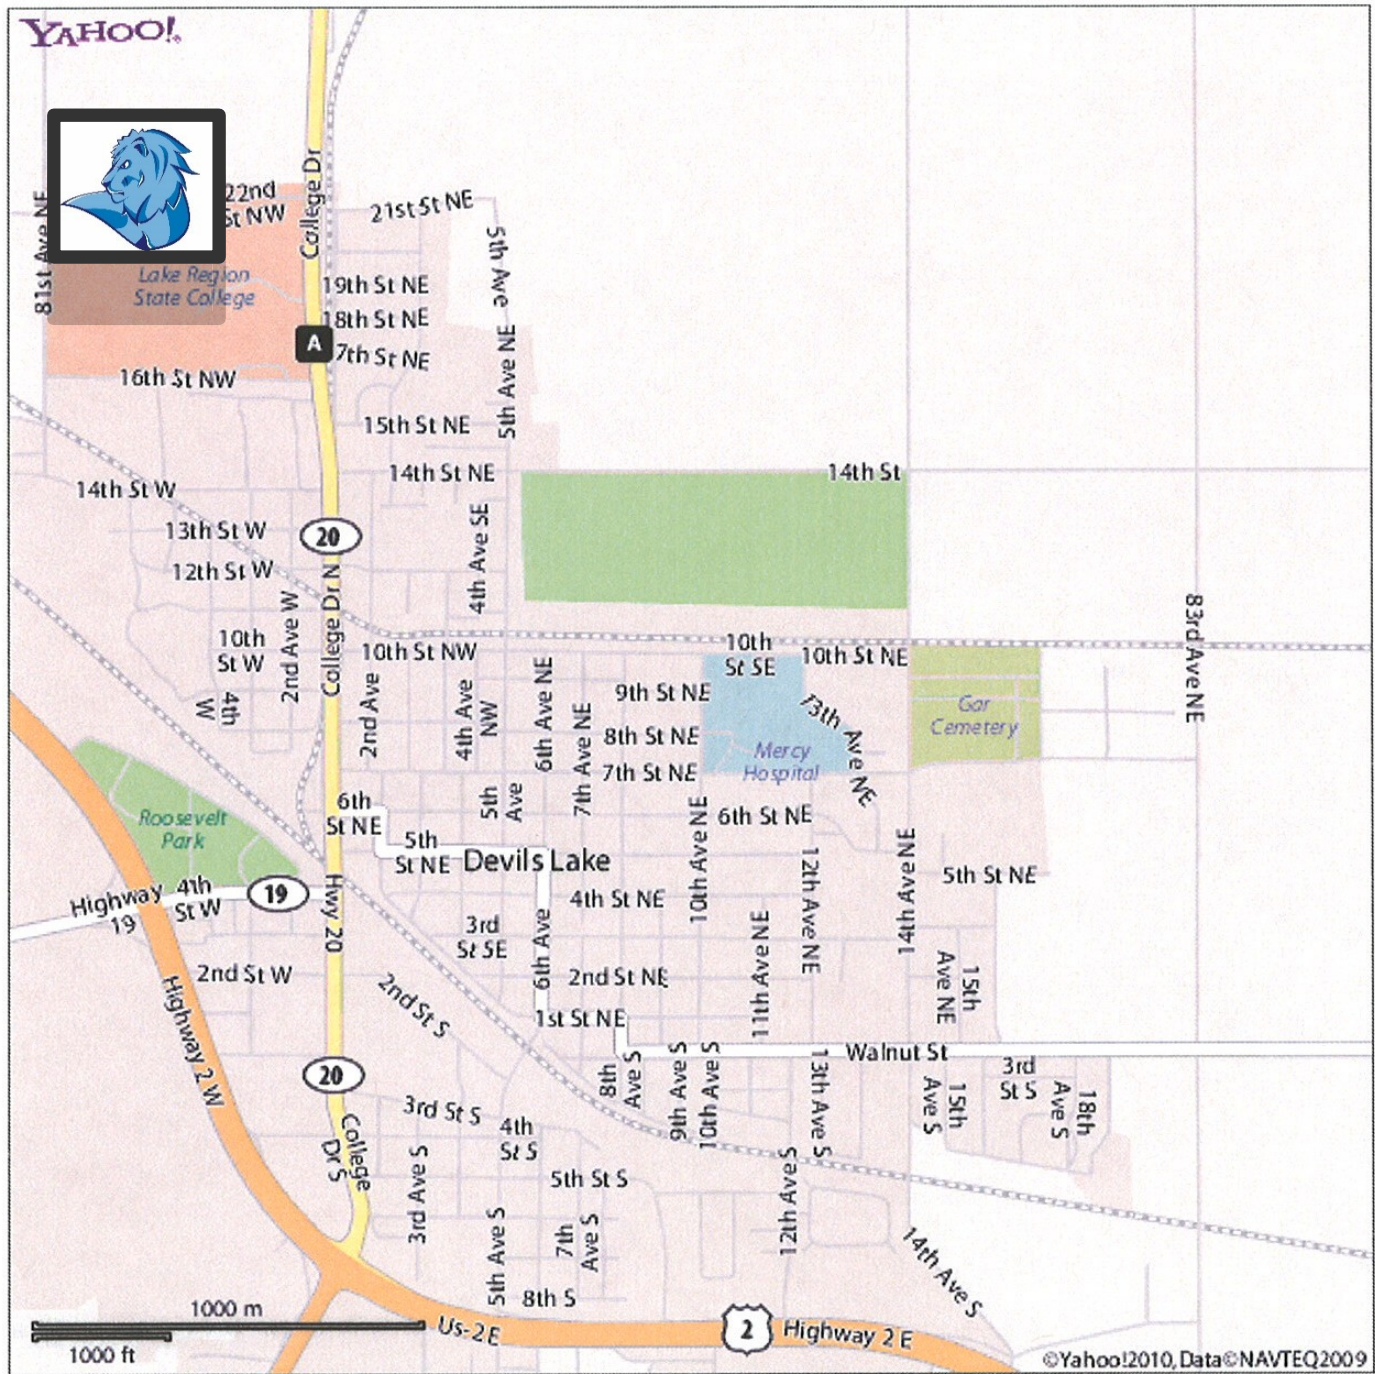 YAHOO!
College Dr
22nd
St NW
21st St NE
81st Ave NE
5th Ave
Lake Region
State College
19th St NE
18th St NE
A
7th St NE
5th Ave NE
16th St NW
15th St NE
14th St NE
14th St
14th St W
13th St W
20
4th Ave SE
12th St W
College Dr N
2nd Ave W
83rd Ave NE
10th
St W
10th St NW
10th
St SE
10th St NE
4th
W
2nd Ave
4th Ave
NW
6th Ave NE
7th Ave NE
9th St NE
8th St NE
7th St NE
Mercy
Hospital
13th Ave NE
Gar
Cemetery
Roosevelt
Park
6th
St NE
5th
Ave
5th
St NE
Devils Lake
10th Ave NE
6th St NE
12th Ave NE
14th Ave NE
5th St NE
Highway
19
4th
St W
19
Hwy 20
4th St NE
3rd
St SE
6th Ave
2nd St W
2nd St S
2nd St NE
11th Ave NE
15th
Ave NE
Highway 2 W
1st St NE
Walnut St
20
8th
Ave S
9th Ave S
10th Ave S
13th Ave S
15th
Ave S
3rd
St S
18th
Ave S
College
Dr S
3rd St S
4th
St S
3rd Ave S
5th St S
12th Ave S
5th Ave S
7th
Ave S
14th Ave S
8th S
1000 m
1000 ft
Us-2 E
2
Highway 2 E
©Yahoo!2010, Data©NAVTEQ2009